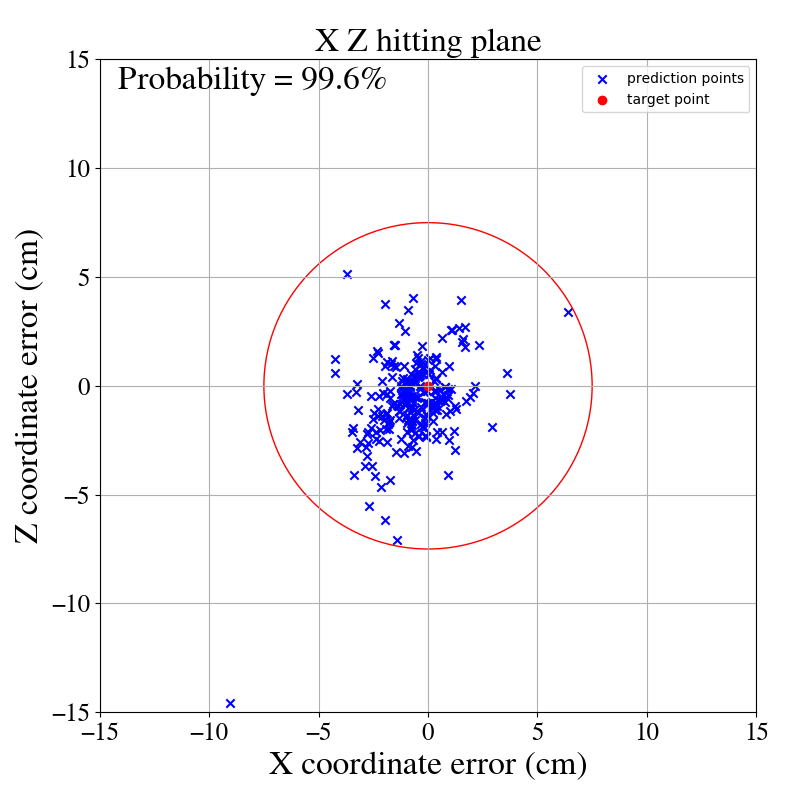 X Z hitting plane
Probability = 99.6%
prediction points
target point
Z coordinate error (cm)
15
10
5
0
−5
−10
−15
−15
−10
−5
0
5
10
15
X coordinate error (cm)